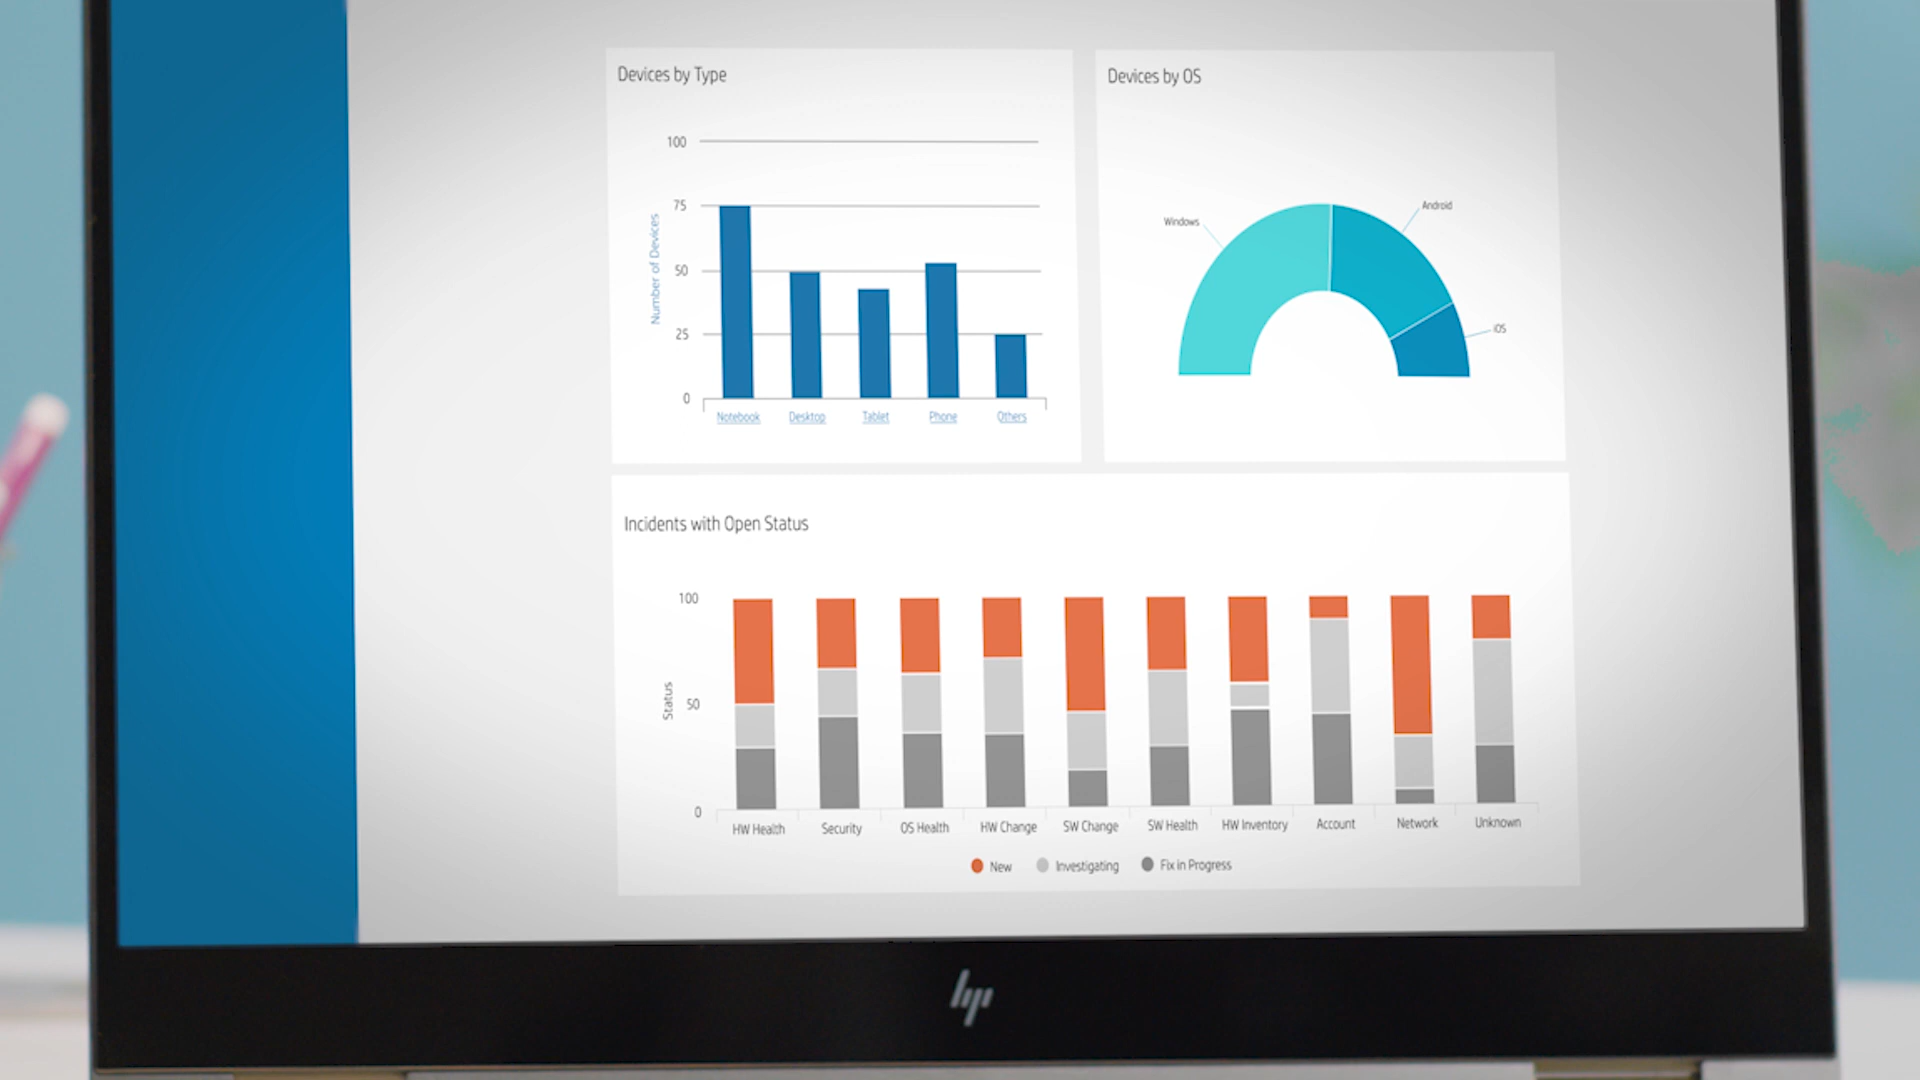 Devices by Type
100
75
50
25
0
Number of Devices
Notebook Desktop Tablet Phone Others
Devices by OS
Windows
Android
iOS
Incidents with Open Status
100
50
0
Status
HW Health Security OS Health HW Change SW Change SW Health HW Inventory Account Network Unknown
New Investigating Fix in Progress
hp